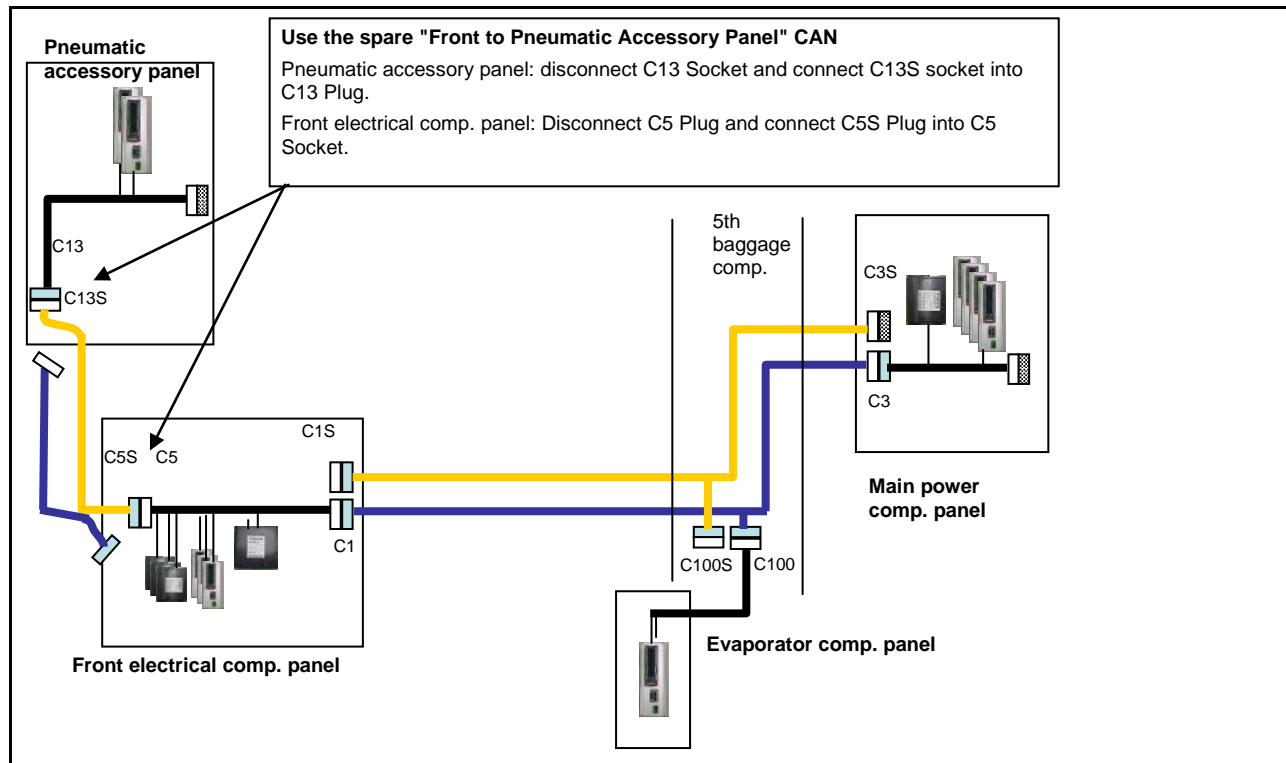 Pneumatic
accessory panel
Use the spare "Front to Pneumatic Accessory Panel" CAN
Pneumatic accessory panel: disconnect C13 Socket and connect C13S socket into
C13 Plug.
Front electrical comp. panel: Disconnect C5 Plug and connect C5S Plug into C5
Socket.
C13
C13S
5th
baggage
comp.
C3S
C3
C1S
C5S C5
C1
C100S C100
Main power
comp. panel
Evaporator comp. panel
Front electrical comp. panel